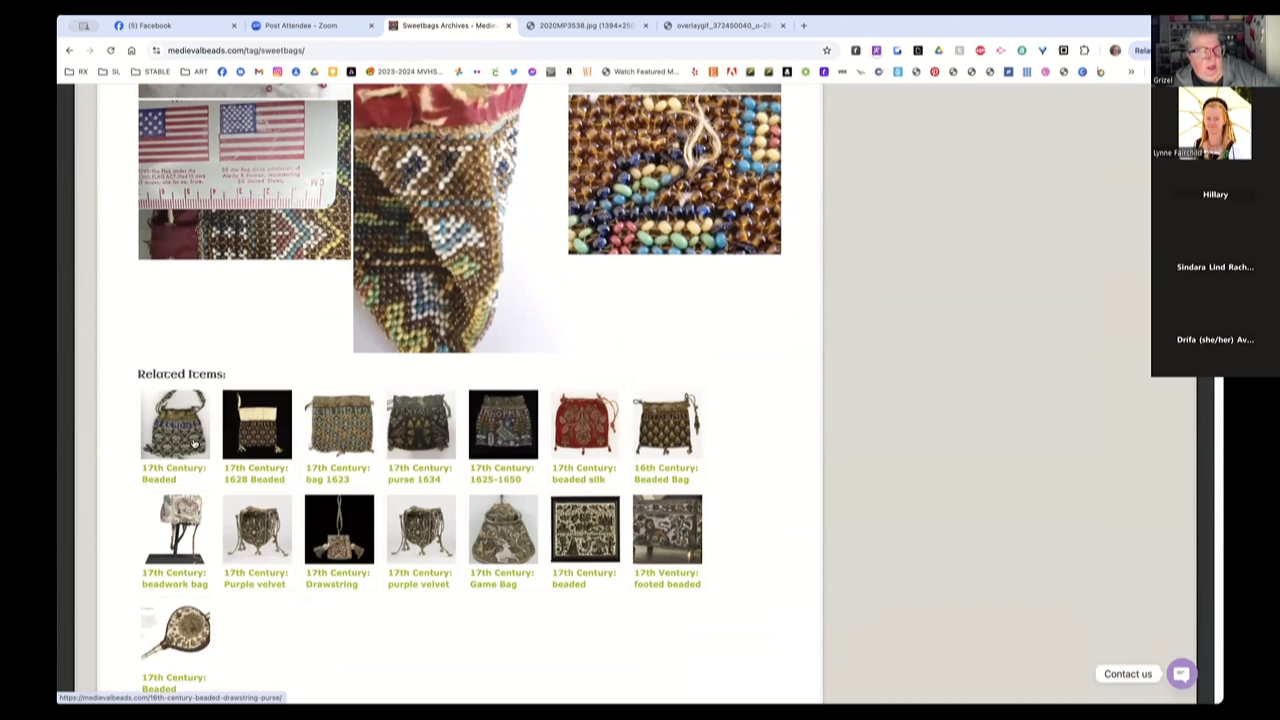 (5) Facebook
Post Attendee - Zoom
Sweetbags Archives - Medie
2020MP3538.jpg (1394×250
overlaygif_372450040_o-28
medievalbeads.com/tag/sweetbags/
Rela
RX
SL
STABLE
ART
2023-2024 MVHS...
Watch Featured M...
Grizel
Lynne Fairchild
Hillary
Sindara Lind Rach...
Drifa (she/her) Av...
CM
Related Items:
17th Century:
Beaded
17th Century:
1628 Beaded
17th Century:
bag 1623
17th Century:
purse 1634
17th Century:
1625-1650
17th Century:
beaded silk
16th Century:
Beaded Bag
17th Century:
beadwork bag
17th Century:
Purple velvet
17th Century:
Drawstring
17th Century:
purple velvet
17th Century:
Game Bag
17th Century:
beaded
17th Ventury:
footed beaded
17th Century:
Beaded
Contact us
https://medievalbeads.com/16th-century-beaded-drawstring-purse/